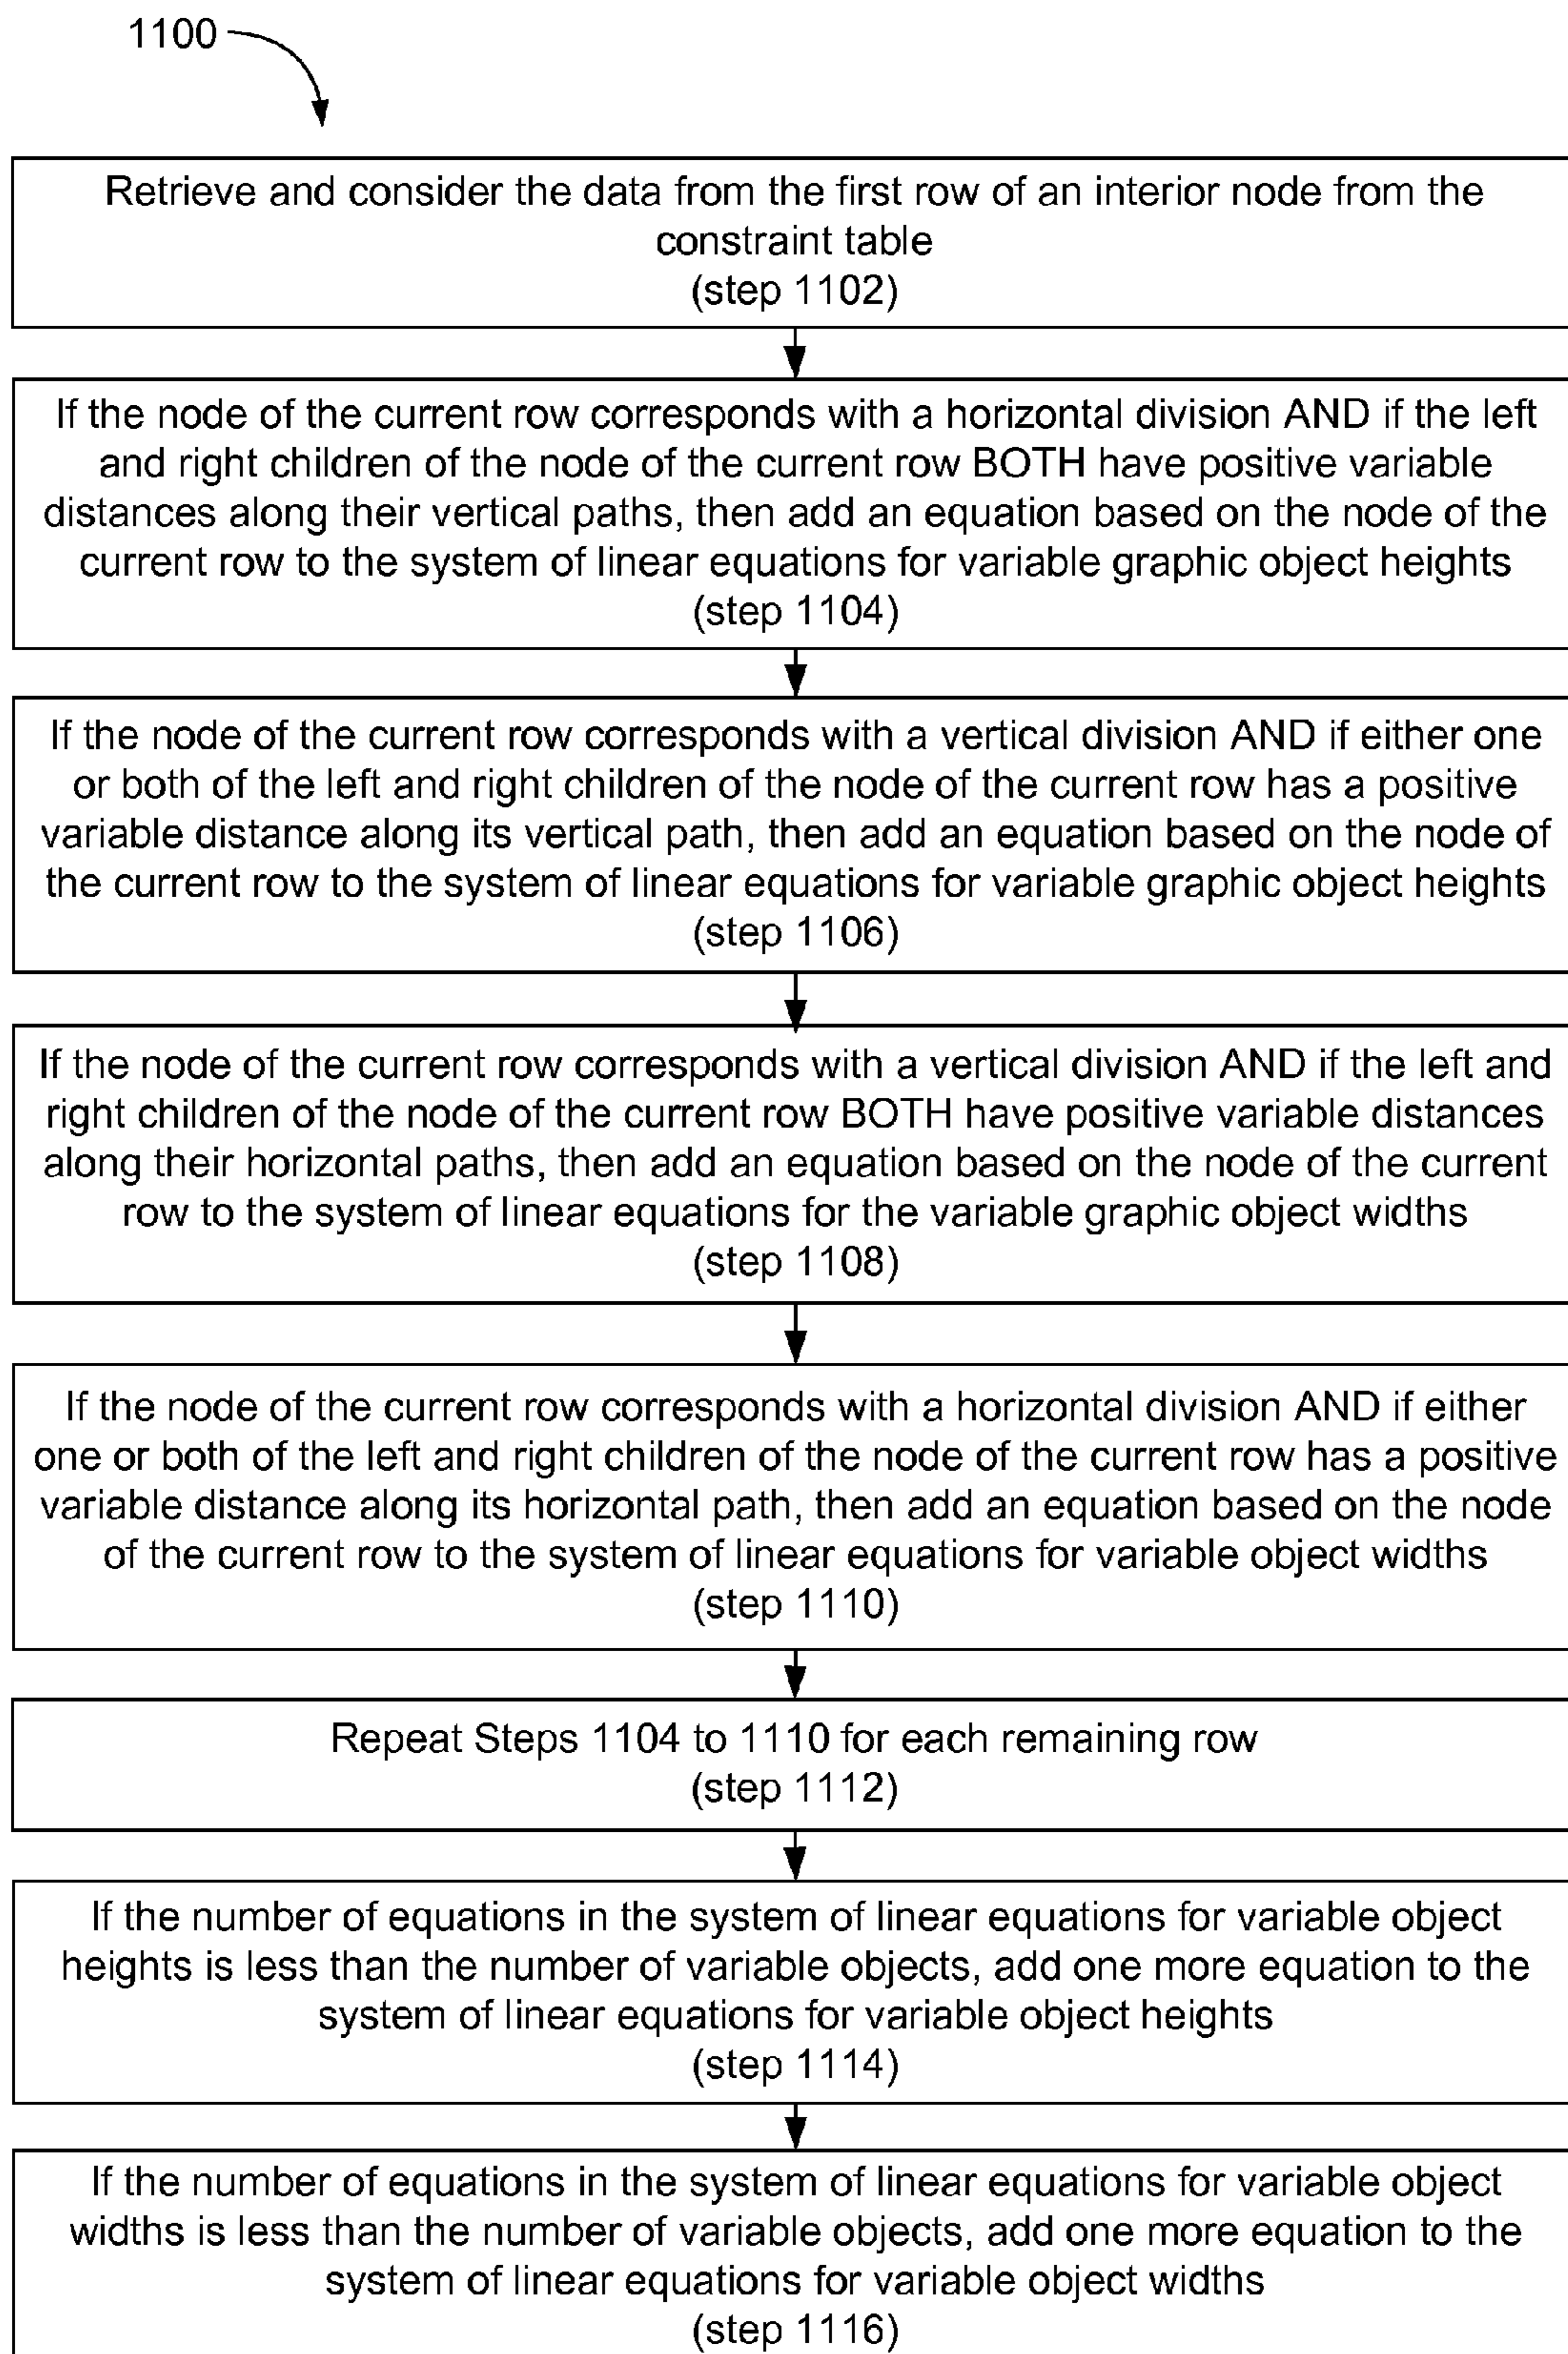 1100
Retrieve and consider the data from the first row of an interior node from the
constraint table
(step 1102)
If the node of the current row corresponds with a horizontal division AND if the left
and right children of the node of the current row BOTH have positive variable
distances along their vertical paths, then add an equation based on the node of the
current row to the system of linear equations for variable graphic object heights
(step 1104)
If the node of the current row corresponds with a vertical division AND if either one
or both of the left and right children of the node of the current row has a positive
variable distance along its vertical path, then add an equation based on the node of
the current row to the system of linear equations for variable graphic object heights
(step 1106)
If the node of the current row corresponds with a vertical division AND if the left and
right children of the node of the current row BOTH have positive variable distances
along their horizontal paths, then add an equation based on the node of the current
row to the system of linear equations for the variable graphic object widths
(step 1108)
If the node of the current row corresponds with a horizontal division AND if either
one or both of the left and right children of the node of the current row has a positive
variable distance along its horizontal path, then add an equation based on the node
of the current row to the system of linear equations for variable object widths
(step 1110)
Repeat Steps 1104 to 1110 for each remaining row
(step 1112)
If the number of equations in the system of linear equations for variable object
heights is less than the number of variable objects, add one more equation to the
system of linear equations for variable object heights
(step 1114)
If the number of equations in the system of linear equations for variable object
widths is less than the number of variable objects, add one more equation to the
system of linear equations for variable object widths
(step 1116)